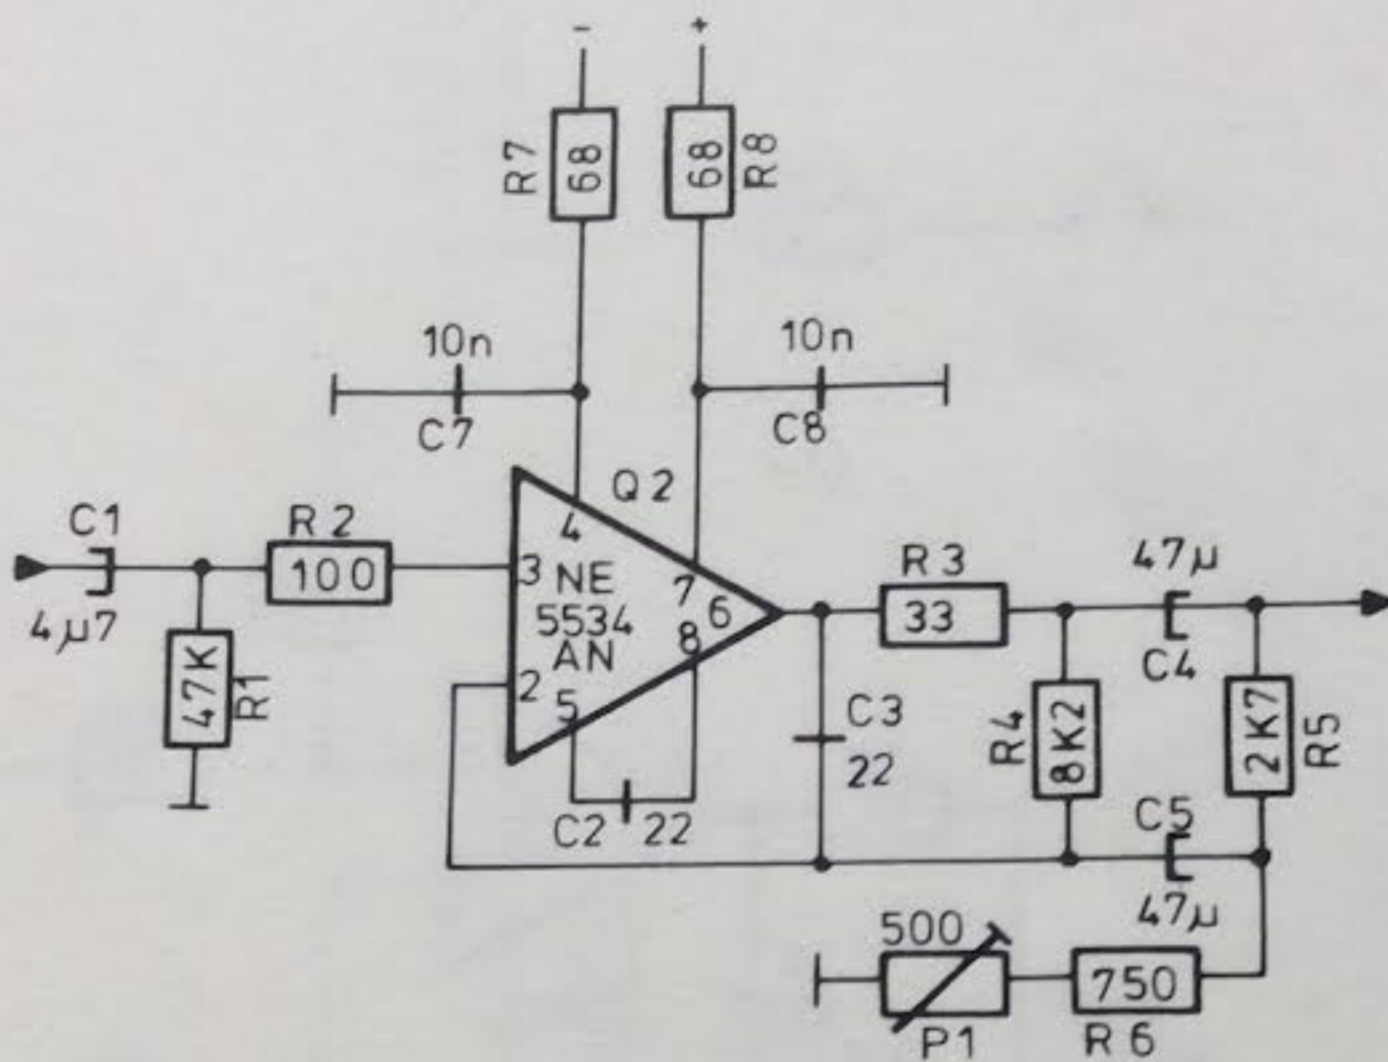 - +
R7 68 68 R8
10n 10n
C7 C8
Q2
C1 R2 4
100 3 NE 7 R3 47µ
4µ7 5534 6 33
47K R1 AN 8 C4
2 5 C3 R4 8K2 2K7 R5
22
C2 22 C5
47µ
500
750
P1 R6